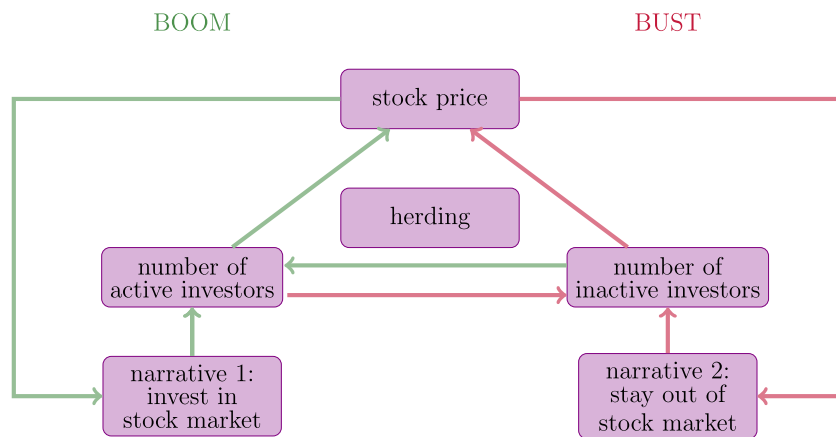 BOOM
BUST
stock price
herding
number of
active investors
number of
inactive investors
narrative 1:
invest in
stock market
narrative 2:
stay out of
stock market